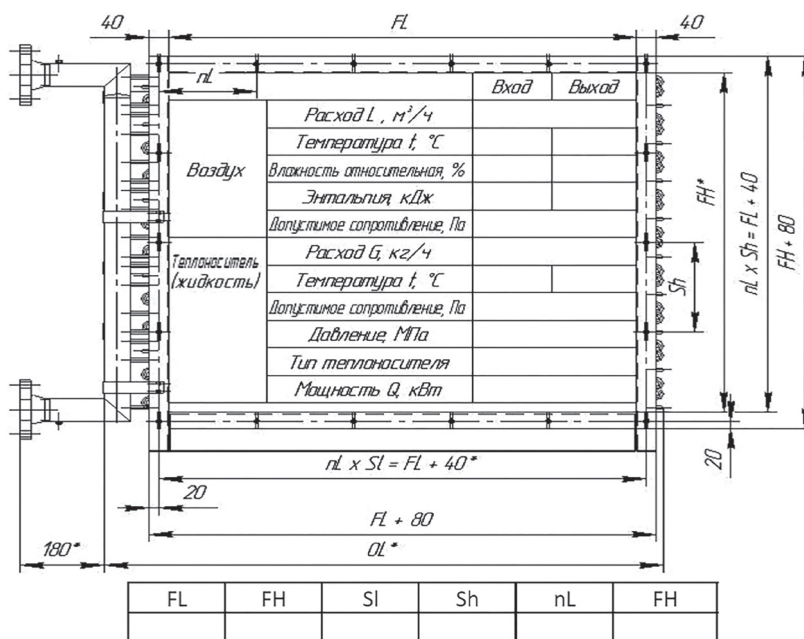 40 FL 40
nL Вход Выход
Расход L , м³/ч
Температура t, °C
Воздух
Влажность относительная, %
Энтальпия, кДж
Допустимое сопротивление, Па
Теплоноситель
(жидкость)
Расход G, кг/ч
Температура t, °C
Допустимое сопротивление, Па
Давление, МПа
Тип теплоносителя
Мощность Q, кВт
Sh
FH*
nL x Sh = FL + 40
FH + 80
20
nL x Sl = FL + 40*
20
FL + 80
180* OL*
FL FH Sl Sh nL FH